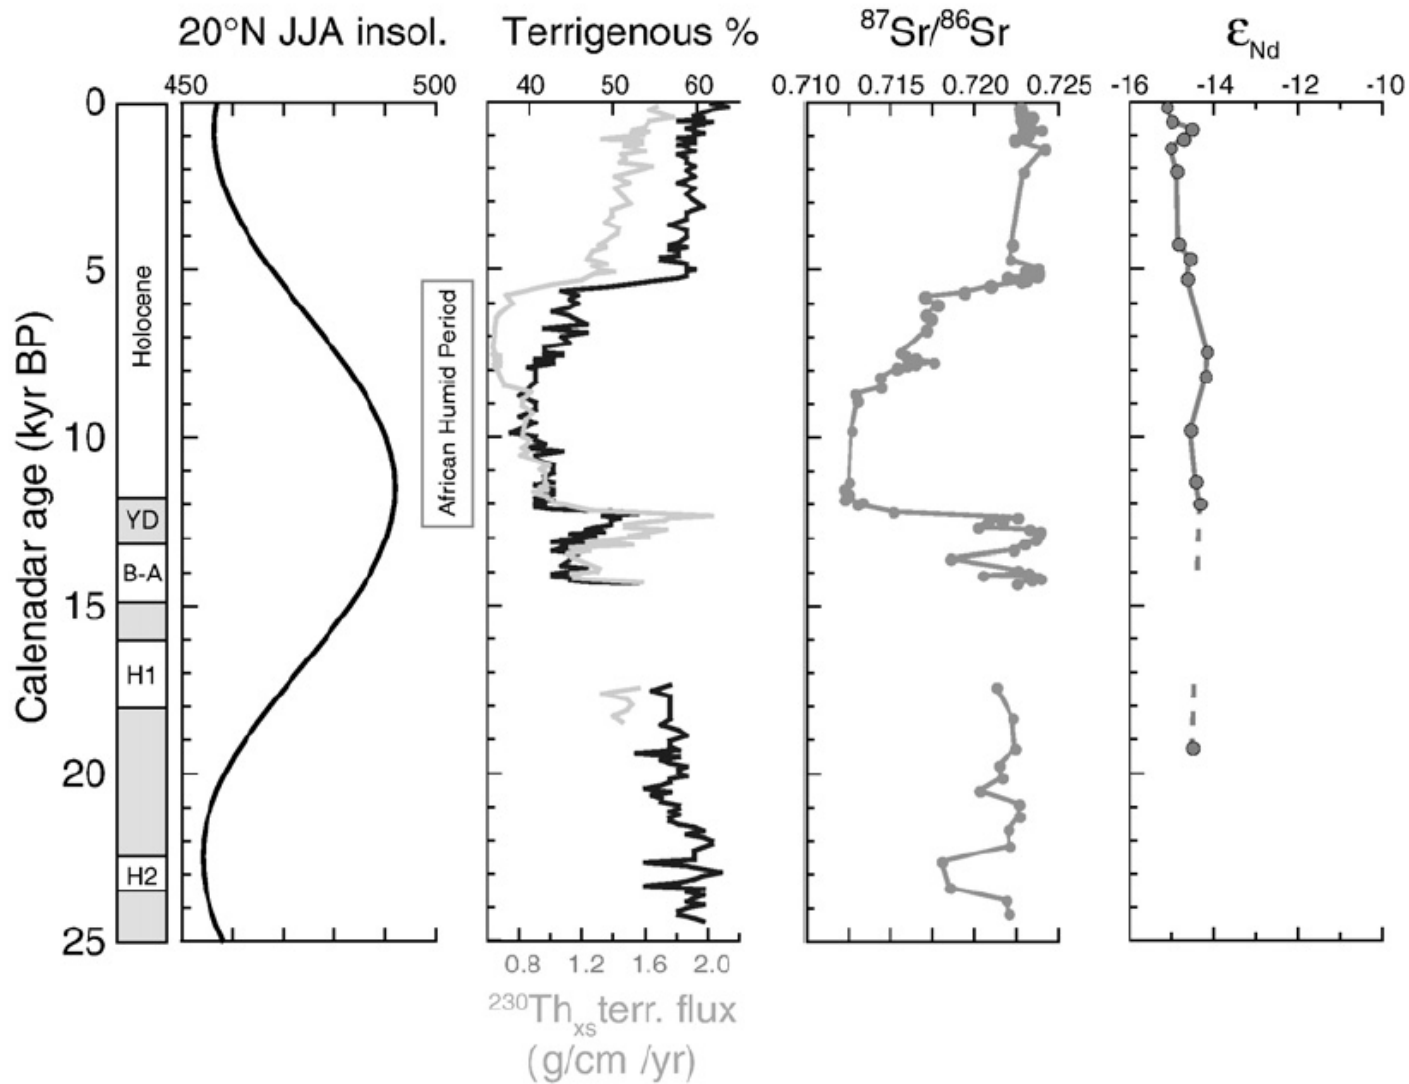 20°N JJA insol.
Terrigenous %
87Sr/86Sr
εNd
450 500
40 50 60
0.710 0.715 0.720 0.725
-16 -14 -12 -10
0
5
10
15
20
25
Calenadar age (kyr BP)
Holocene
YD
B-A
H1
H2
African Humid Period
0.8 1.2 1.6 2.0
230Thxs terr. flux
(g/cm /yr)